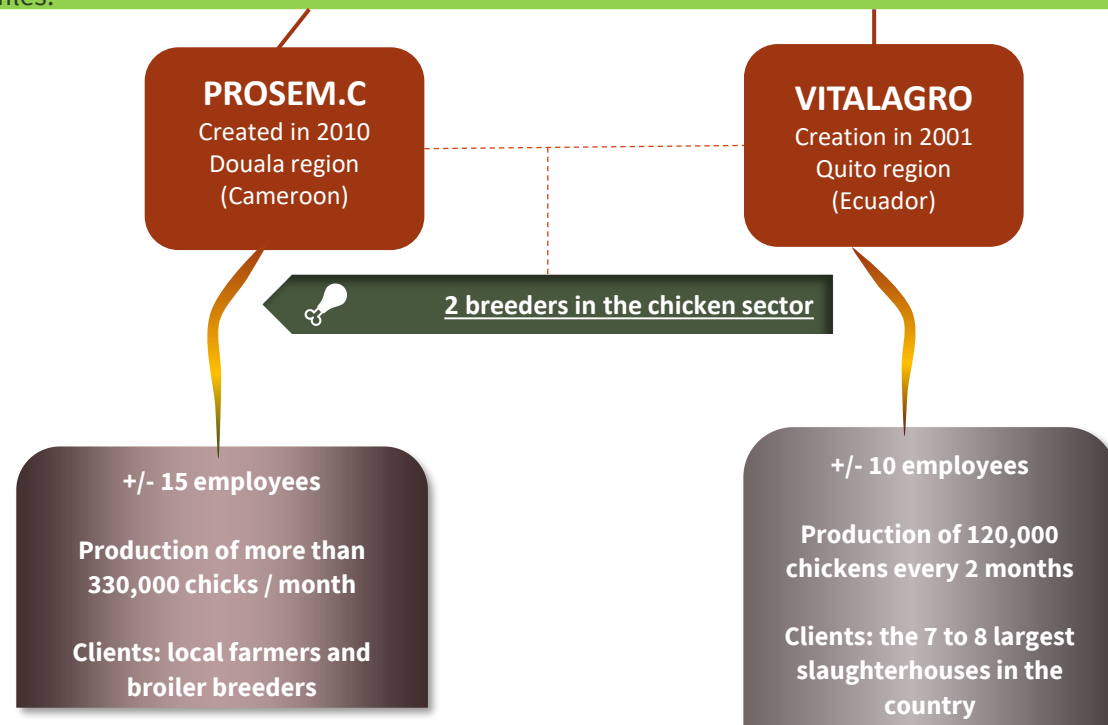 PROSEM.C
Created in 2010
Douala region
(Cameroon)
VITALAGRO
Creation in 2001
Quito region
(Ecuador)
2 breeders in the chicken sector
+/- 15 employees
Production of more than
330,000 chicks / month
Clients: local farmers and
broiler breeders
+/- 10 employees
Production of 120,000
chickens every 2 months
Clients: the 7 to 8 largest
slaughterhouses in the
country